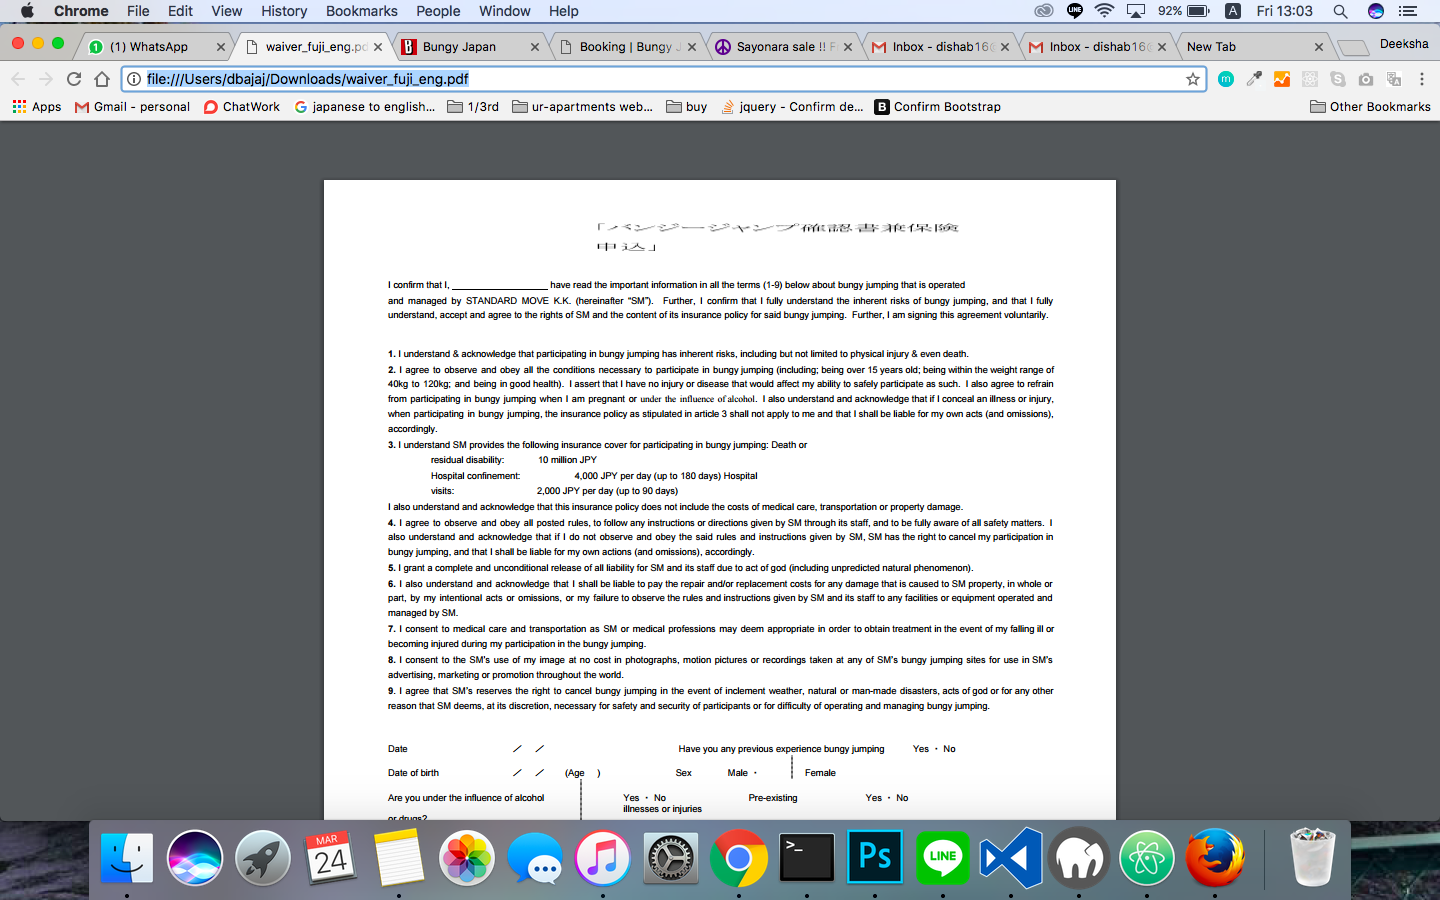 Chrome File Edit View History Bookmarks People Window Help 92% A Fri 13:03
(1) WhatsApp waiver_fuji_eng.pd Bungy Japan Booking | Bungy J Sayonara sale !! F Inbox - dishab16 Inbox - dishab16 New Tab Deeksha
file:///Users/dbajaj/Downloads/waiver_fuji_eng.pdf
Apps Gmail - personal ChatWork japanese to english... 1/3rd ur-apartments web... buy jquery - Confirm de... Confirm Bootstrap Other Bookmarks
「バンジージャンプ確認書兼保険
申込」
I confirm that I, ___________________ have read the important information in all the terms (1-9) below about bungy jumping that is operated
and managed by STANDARD MOVE K.K. (hereinafter “SM”). Further, I confirm that I fully understand the inherent risks of bungy jumping, and that I fully
understand, accept and agree to the rights of SM and the content of its insurance policy for said bungy jumping. Further, I am signing this agreement voluntarily.
1. I understand & acknowledge that participating in bungy jumping has inherent risks, including but not limited to physical injury & even death.
2. I agree to observe and obey all the conditions necessary to participate in bungy jumping (including; being over 15 years old; being within the weight range of
40kg to 120kg; and being in good health). I assert that I have no injury or disease that would affect my ability to safely participate as such. I also agree to refrain
from participating in bungy jumping when I am pregnant or under the influence of alcohol. I also understand and acknowledge that if I conceal an illness or injury,
when participating in bungy jumping, the insurance policy as stipulated in article 3 shall not apply to me and that I shall be liable for my own acts (and omissions),
accordingly.
3. I understand SM provides the following insurance cover for participating in bungy jumping: Death or
residual disability: 10 million JPY
Hospital confinement: 4,000 JPY per day (up to 180 days) Hospital
visits: 2,000 JPY per day (up to 90 days)
I also understand and acknowledge that this insurance policy does not include the costs of medical care, transportation or property damage.
4. I agree to observe and obey all posted rules, to follow any instructions or directions given by SM through its staff, and to be fully aware of all safety matters. I
also understand and acknowledge that if I do not observe and obey the said rules and instructions given by SM, SM has the right to cancel my participation in
bungy jumping, and that I shall be liable for my own actions (and omissions), accordingly.
5. I grant a complete and unconditional release of all liability for SM and its staff due to act of god (including unpredicted natural phenomenon).
6. I also understand and acknowledge that I shall be liable to pay the repair and/or replacement costs for any damage that is caused to SM property, in whole or
part, by my intentional acts or omissions, or my failure to observe the rules and instructions given by SM and its staff to any facilities or equipment operated and
managed by SM.
7. I consent to medical care and transportation as SM or medical professions may deem appropriate in order to obtain treatment in the event of my falling ill or
becoming injured during my participation in the bungy jumping.
8. I consent to the SM’s use of my image at no cost in photographs, motion pictures or recordings taken at any of SM’s bungy jumping sites for use in SM’s
advertising, marketing or promotion throughout the world.
9. I agree that SM’s reserves the right to cancel bungy jumping in the event of inclement weather, natural or man-made disasters, acts of god or for any other
reason that SM deems, at its discretion, necessary for safety and security of participants or for difficulty of operating and managing bungy jumping.
Date / / Have you any previous experience bungy jumping Yes ・ No
Date of birth / / (Age ) Sex Male ・ Female
Are you under the influence of alcohol Yes ・ No Pre-existing Yes ・ No
illnesses or injuries
or drugs?
MAR
24
>_
Ps
LINE